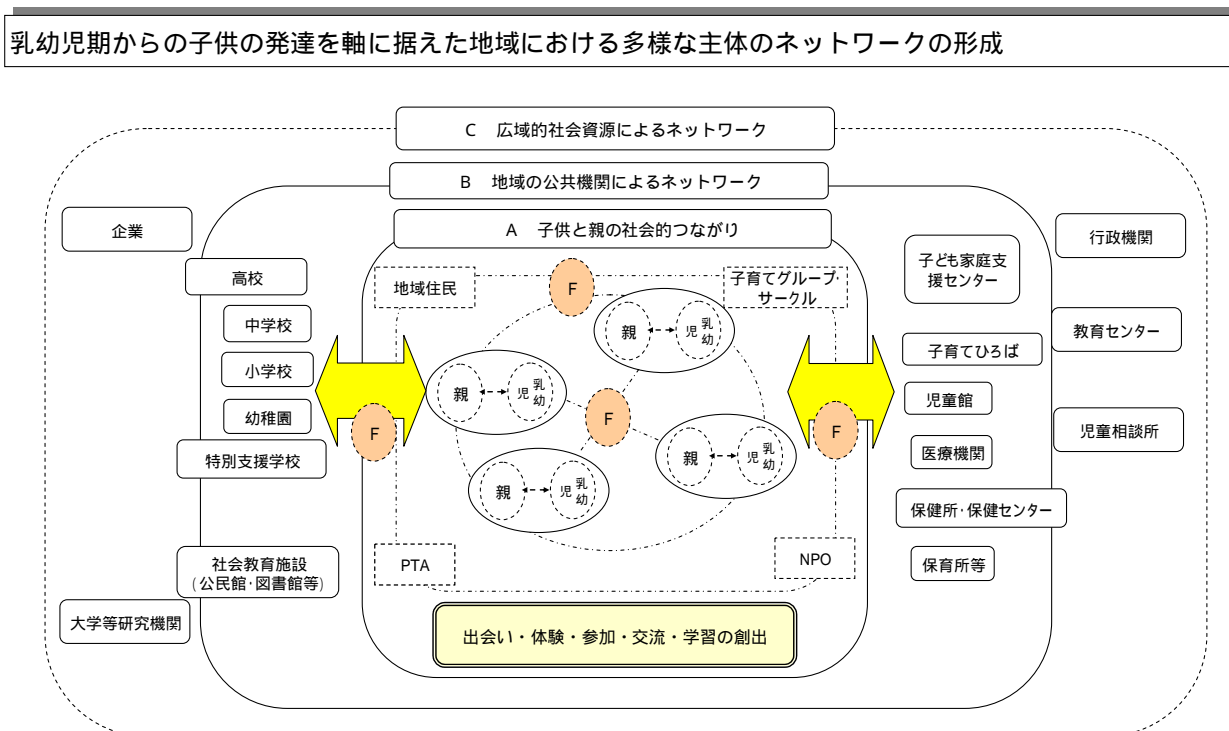 乳幼児期からの子供の発達を軸に据えた地域における多様な主体のネットワークの形成
C 広域的社会資源によるネットワーク
B 地域の公共機関によるネットワーク
A 子供と親の社会的つながり
企業
高校
中学校
小学校
幼稚園
特別支援学校
社会教育施設
(公民館・図書館等)
大学等研究機関
地域住民
子育てグループ・
サークル
F
親
乳幼
児
親
乳幼
児
F
親
乳幼
児
親
乳幼
児
F
F
PTA
NPO
出会い・体験・参加・交流・学習の創出
子ども家庭支
援センター
子育てひろば
児童館
医療機関
保健所・保健センター
保育所等
行政機関
教育センター
児童相談所